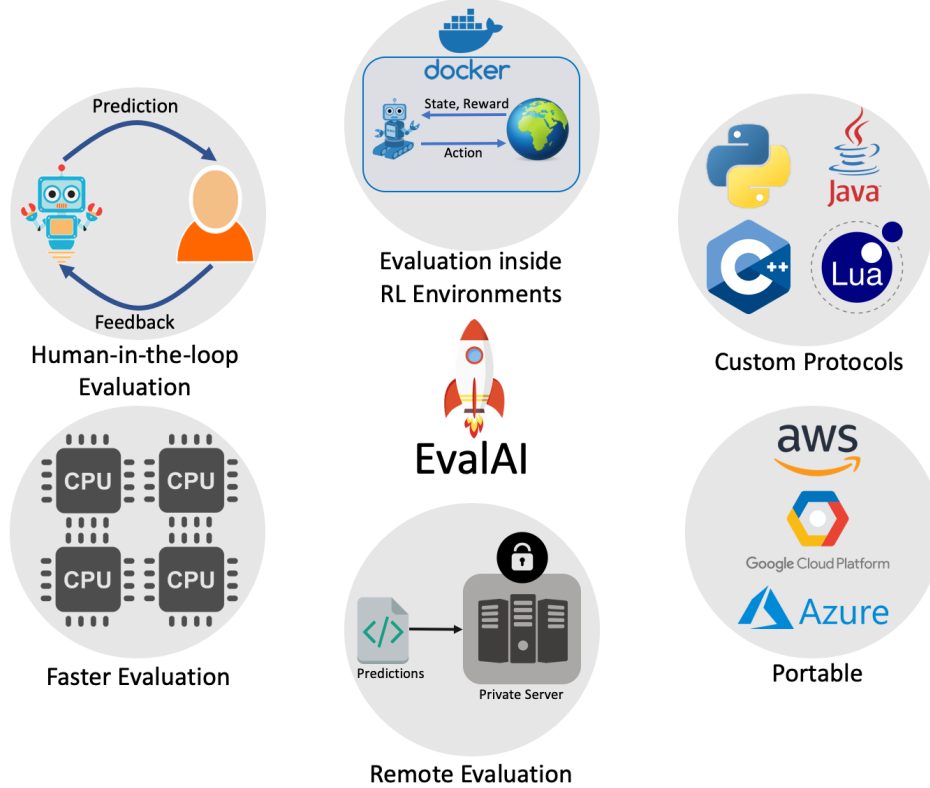 Prediction
Feedback
Human-in-the-loop
Evaluation
docker
State, Reward
Action
Evaluation inside
RL Environments
Java
C++
Lua
Custom Protocols
EvalAI
CPU CPU
CPU CPU
Faster Evaluation
Predictions
Private Server
Remote Evaluation
aws
Google Cloud Platform
Azure
Portable